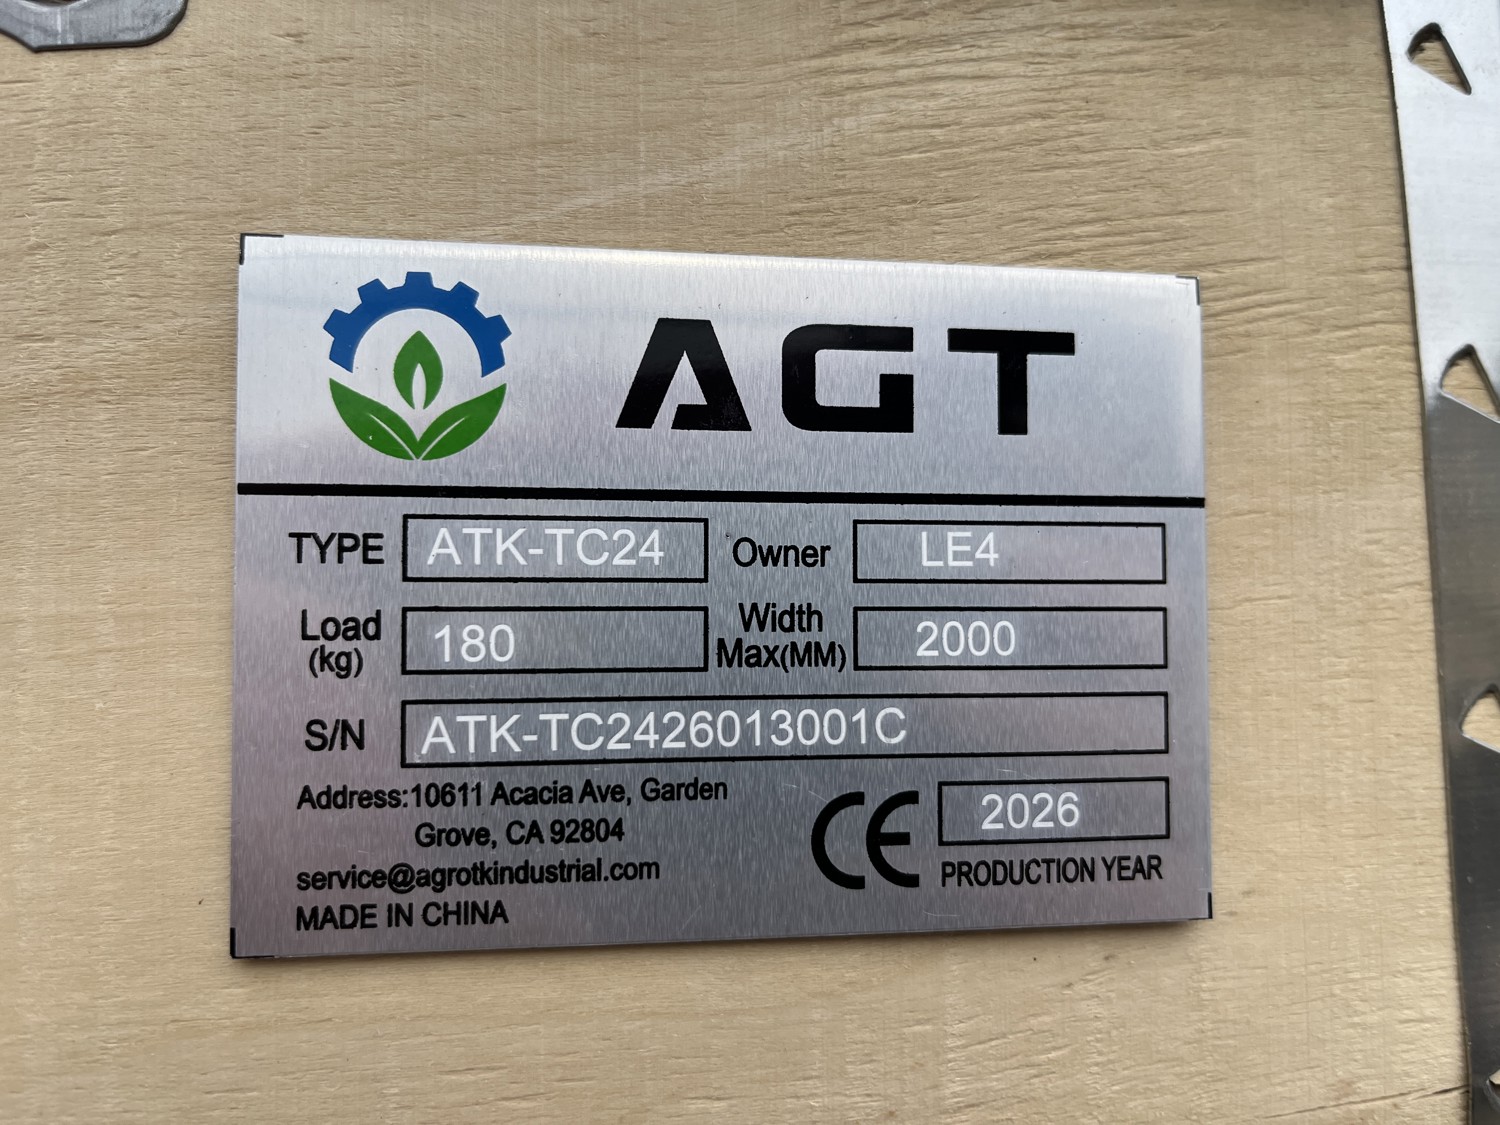 AGT
TYPE ATK-TC24 Owner LE4
Load (kg) 180 Width Max(MM) 2000
S/N ATK-TC2426013001C
Address:10611 Acacia Ave, Garden
Grove, CA 92804
service@agrotkindustrial.com
MADE IN CHINA
CE 2026
PRODUCTION YEAR